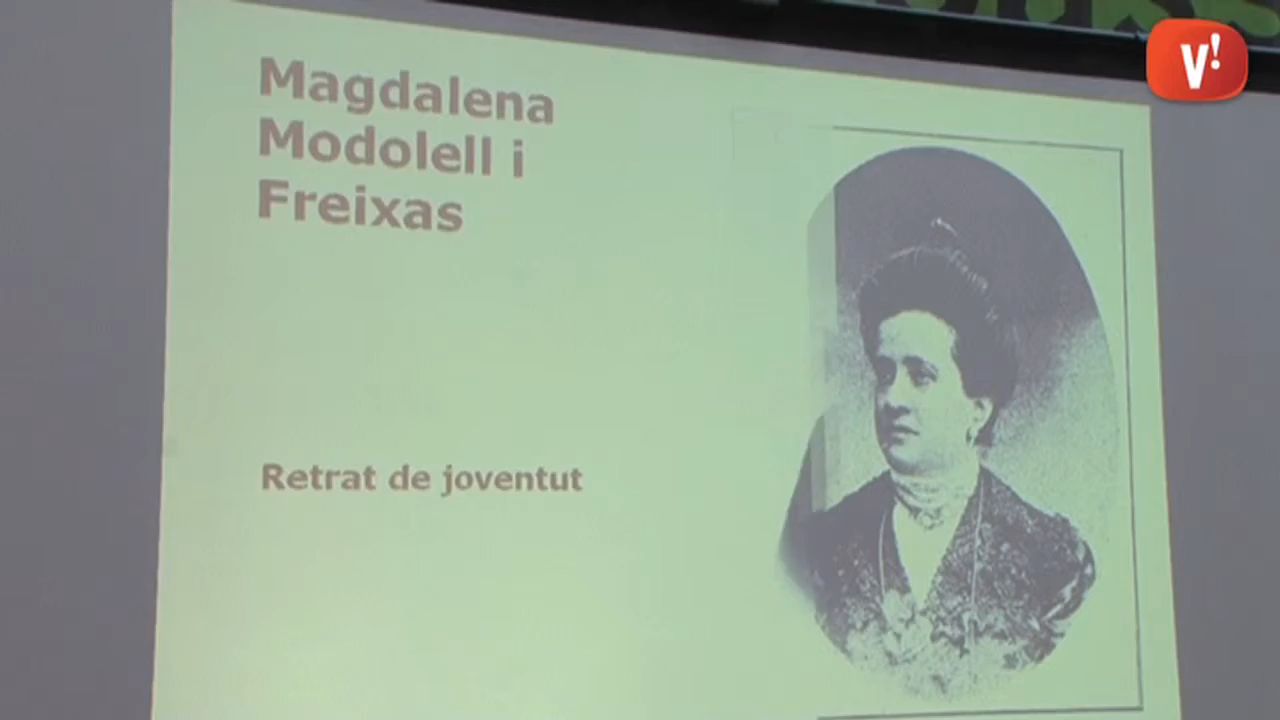 Magdalena
Modolell i
Freixas
Retrat de joventut
V!